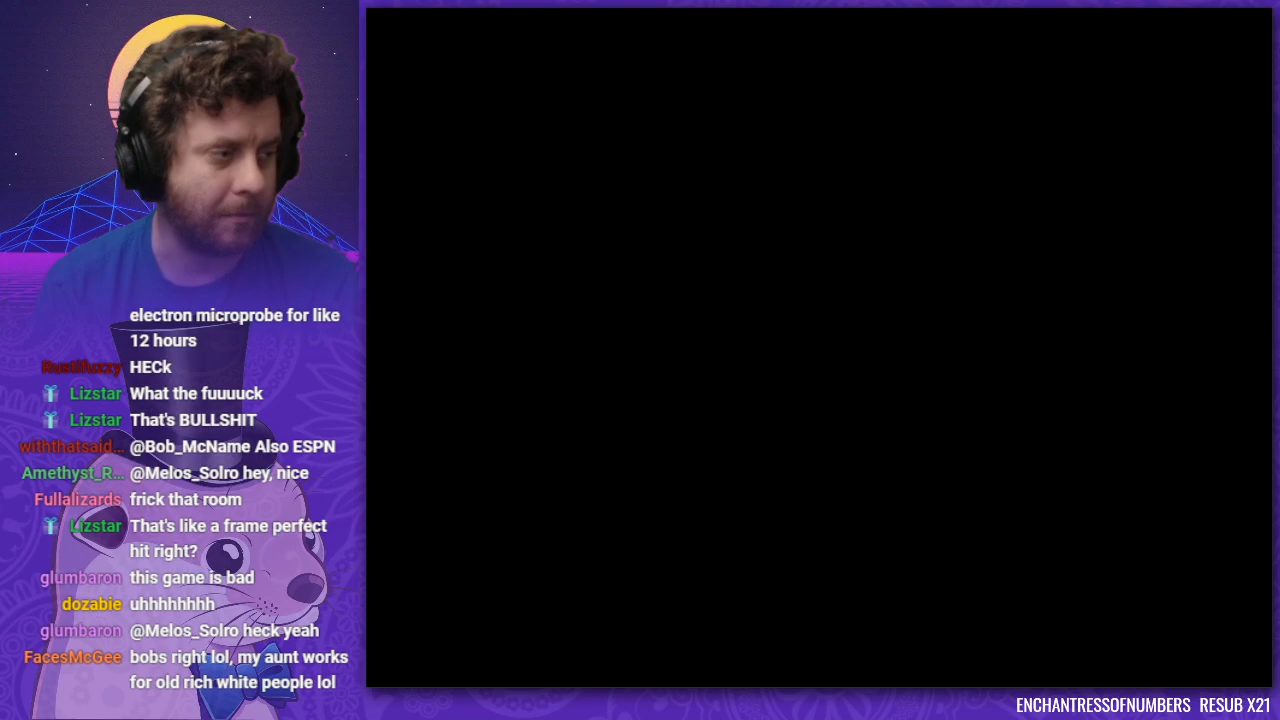 electron microprobe for like
12 hours
Rustifuzzy HECk
Lizstar What the fuuuuck
Lizstar That's BULLSHIT
withthatsaid... @Bob_McName Also ESPN
Amethyst_R... @Melos_Solro hey, nice
Fullalizards frick that room
Lizstar That's like a frame perfect
hit right?
glumbaron this game is bad
dozabie uhhhhhhhh
glumbaron @Melos_Solro heck yeah
FacesMcGee bobs right lol, my aunt works
for old rich white people lol
ENCHANTRESSOFNUMBERS RESUB X21